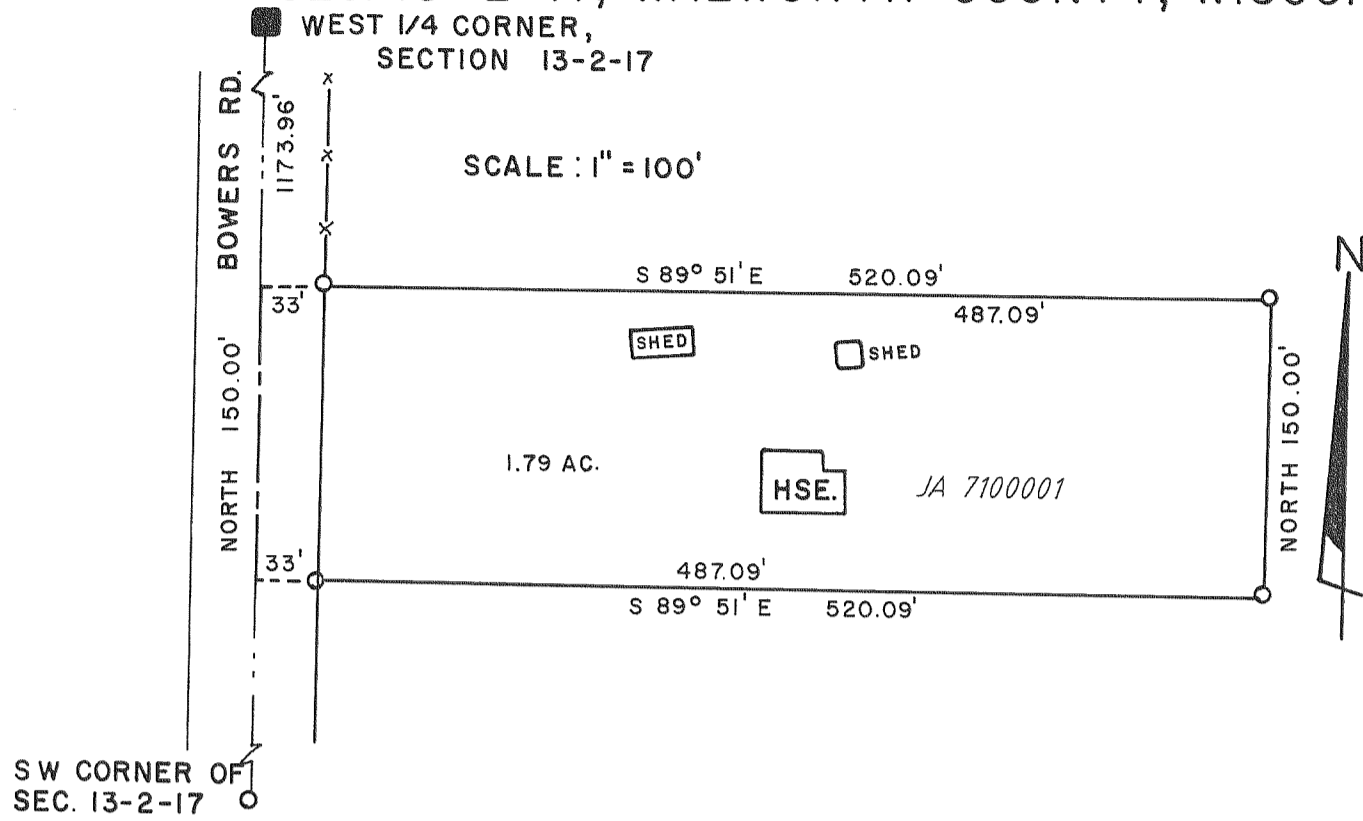 WEST 1/4 CORNER,
SECTION 13-2-17
BOWERS RD.
1173.96'
SCALE : 1" = 100'
N
S 89° 51' E 520.09'
33'
487.09'
SHED
SHED
NORTH 150.00'
NORTH 150.00'
1.79 AC.
HSE.
JA 7100001
33'
487.09'
S 89° 51' E 520.09'
SW CORNER OF
SEC. 13-2-17